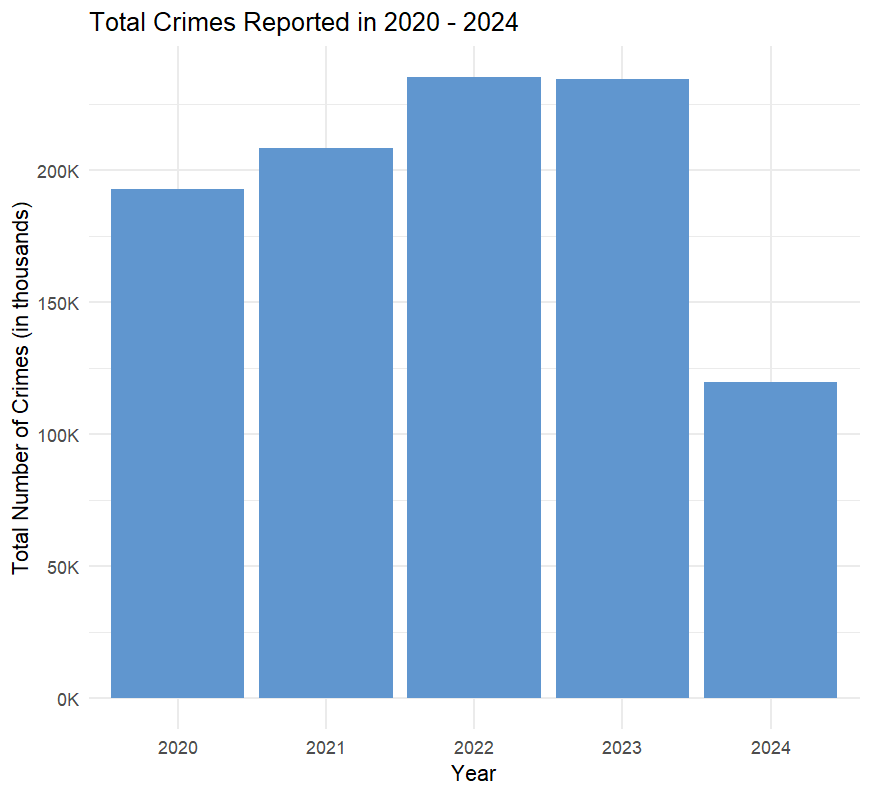 Total Crimes Reported in 2020 - 2024
Total Number of Crimes (in thousands)
200K
150K
100K
50K
0K
2020 2021 2022 2023 2024
Year